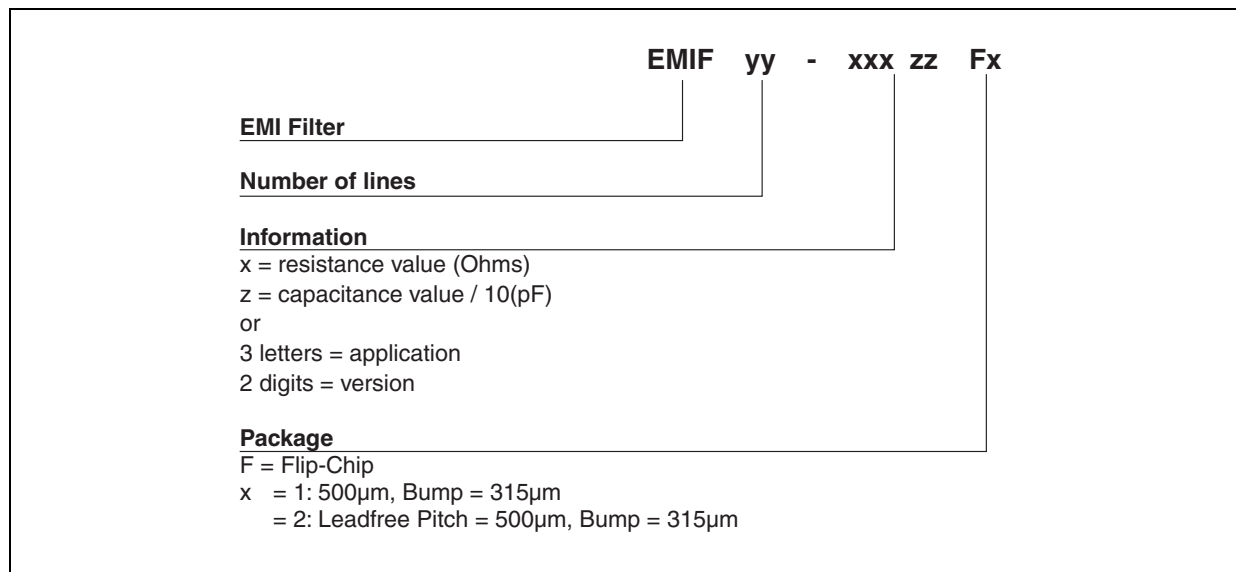 EMIF yy - xxx zz Fx
EMI Filter
Number of lines
Information
x = resistance value (Ohms)
z = capacitance value / 10(pF)
or
3 letters = application
2 digits = version
Package
F = Flip-Chip
x = 1: 500µm, Bump = 315µm
= 2: Leadfree Pitch = 500µm, Bump = 315µm